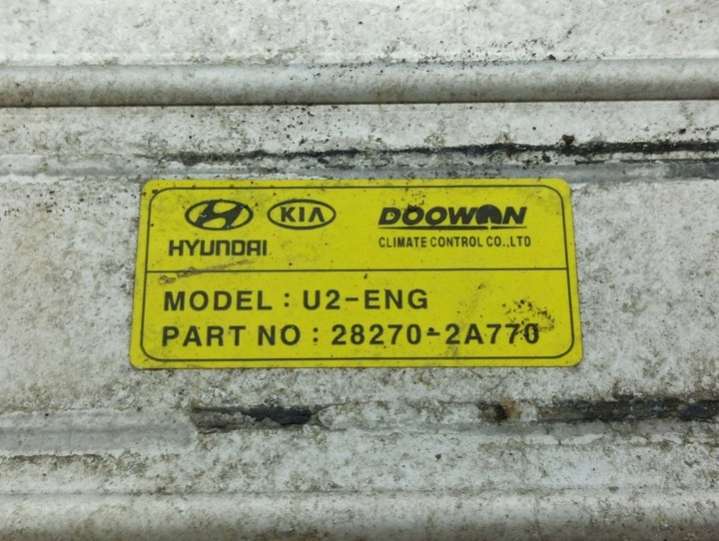 KIA DOOWON
HYUNDAI CLIMATE CONTROL CO.,LTD
MODEL : U2-ENG
PART NO : 28270-2A770